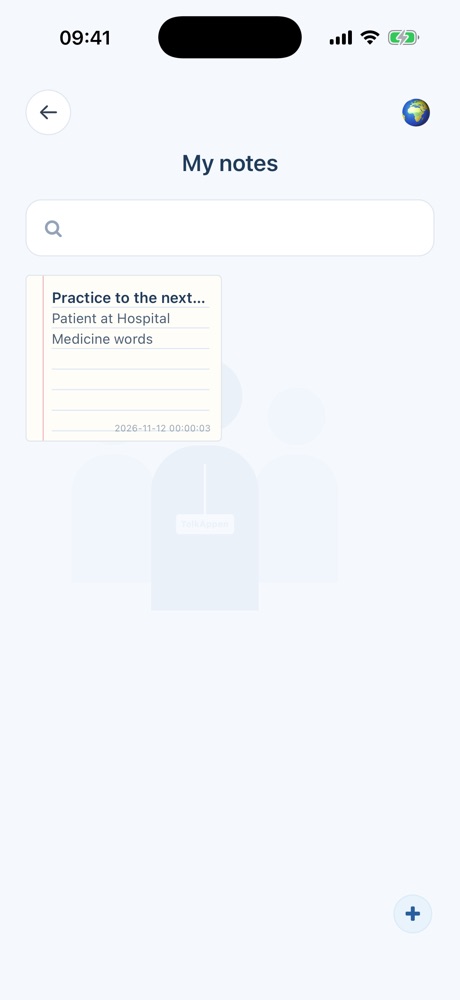 09:41
My notes
Practice to the next...
Patient at Hospital
Medicine words
2026-11-12 00:00:03